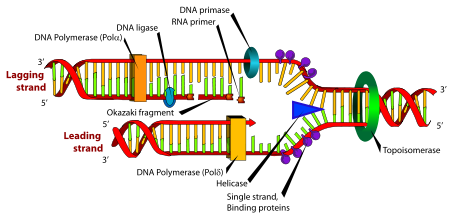 DNA primase
RNA primer
DNA ligase
DNA Polymerase (Polα)
3'
Lagging
strand
5'
Okazaki fragment
Leading
strand
5'
3'
DNA Polymerase (Polδ)
Helicase
Single strand,
Binding proteins
Topoisomerase
3'
5'